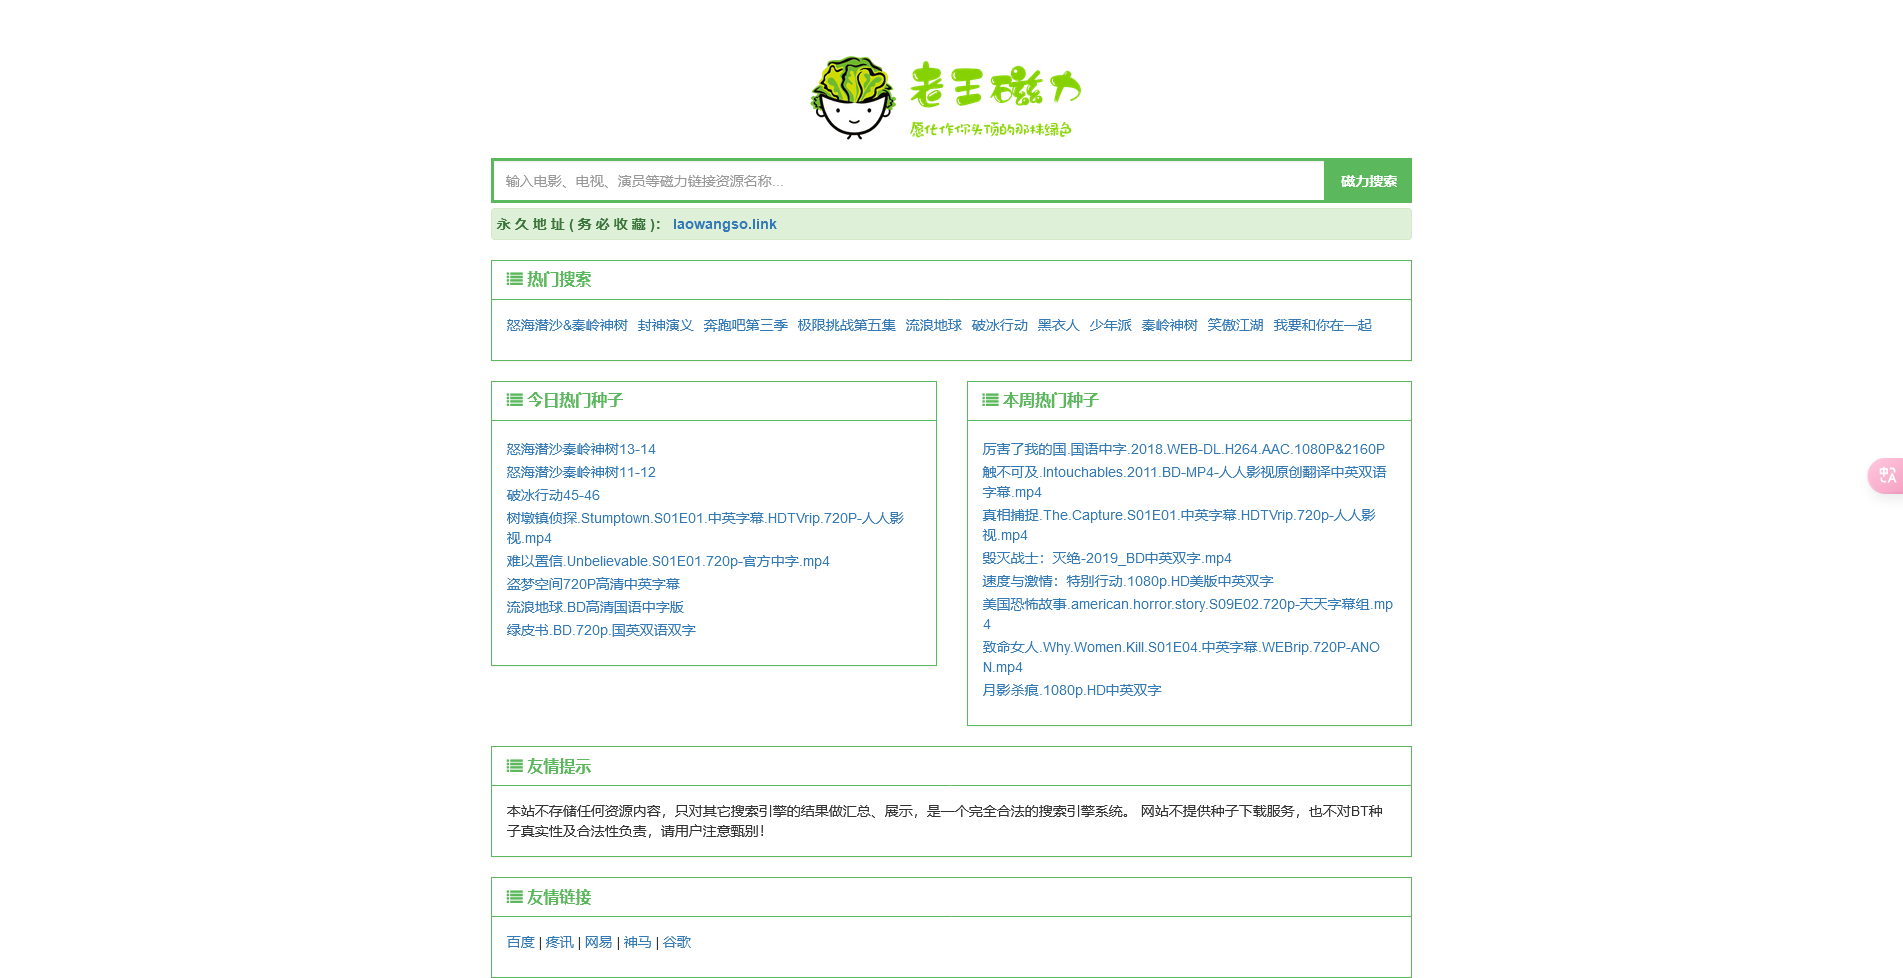 老王磁力
愿化作你头顶的那抹绿色
输入电影、电视、演员等磁力链接资源名称...
磁力搜索
永久地址(务必收藏)： laowangso.link
热门搜索
怒海潜沙&秦岭神树 封神演义 奔跑吧第三季 极限挑战第五集 流浪地球 破冰行动 黑衣人 少年派 秦岭神树 笑傲江湖 我要和你在一起
今日热门种子
怒海潜沙秦岭神树13-14
怒海潜沙秦岭神树11-12
破冰行动45-46
树墩镇侦探.Stumptown.S01E01.中英字幕.HDTVrip.720P-人人影
视.mp4
难以置信.Unbelievable.S01E01.720p-官方中字.mp4
盗梦空间720P高清中英字幕
流浪地球.BD高清国语中字版
绿皮书.BD.720p.国英双语双字
本周热门种子
厉害了我的国.国语中字.2018.WEB-DL.H264.AAC.1080P&2160P
触不可及.Intouchables.2011.BD-MP4-人人影视原创翻译中英双语
字幕.mp4
真相捕捉.The.Capture.S01E01.中英字幕.HDTVrip.720p-人人影
视.mp4
毁灭战士：灭绝-2019_BD中英双字.mp4
速度与激情：特别行动.1080p.HD美版中英双字
美国恐怖故事.american.horror.story.S09E02.720p-天天字幕组.mp
4
致命女人.Why.Women.Kill.S01E04.中英字幕.WEBrip.720P-ANO
N.mp4
月影杀痕.1080p.HD中英双字
友情提示
本站不存储任何资源内容，只对其它搜索引擎的结果做汇总、展示，是一个完全合法的搜索引擎系统。 网站不提供种子下载服务，也不对BT种
子真实性及合法性负责，请用户注意甄别！
友情链接
百度 | 疼讯 | 网易 | 神马 | 谷歌
中
A